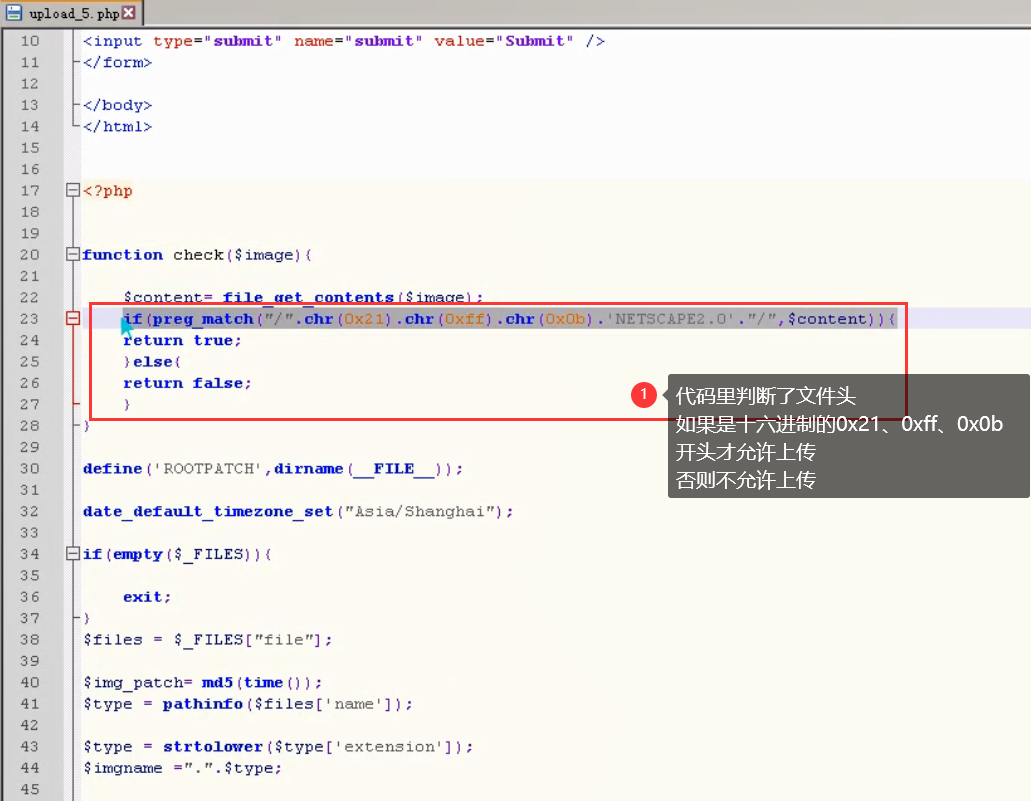 upload_5.php
10 <input type="submit" name="submit" value="Submit" />
11 </form>
12
13 </body>
14 </html>
15
16
17 <?php
18
19
20 function check($image){
21
22 $content= file_get_contents($image);
23 if(preg_match("/".chr(0x21).chr(0xff).chr(0x0b).'NETSCAPE2.0'."/",$content)){
24 return true;
25 }else{
26 return false;
27 }
28 }
29
30 define('ROOTPATCH',dirname(__FILE__));
31
32 date_default_timezone_set("Asia/Shanghai");
33
34 if(empty($_FILES)){
35
36 exit;
37 }
38 $files = $_FILES["file"];
39
40 $img_patch= md5(time());
41 $type = pathinfo($files['name']);
42
43 $type = strtolower($type['extension']);
44 $imgname =".".$type;
45
1
代码里判断了文件头
如果是十六进制的0x21、0xff、0x0b
开头才允许上传
否则不允许上传